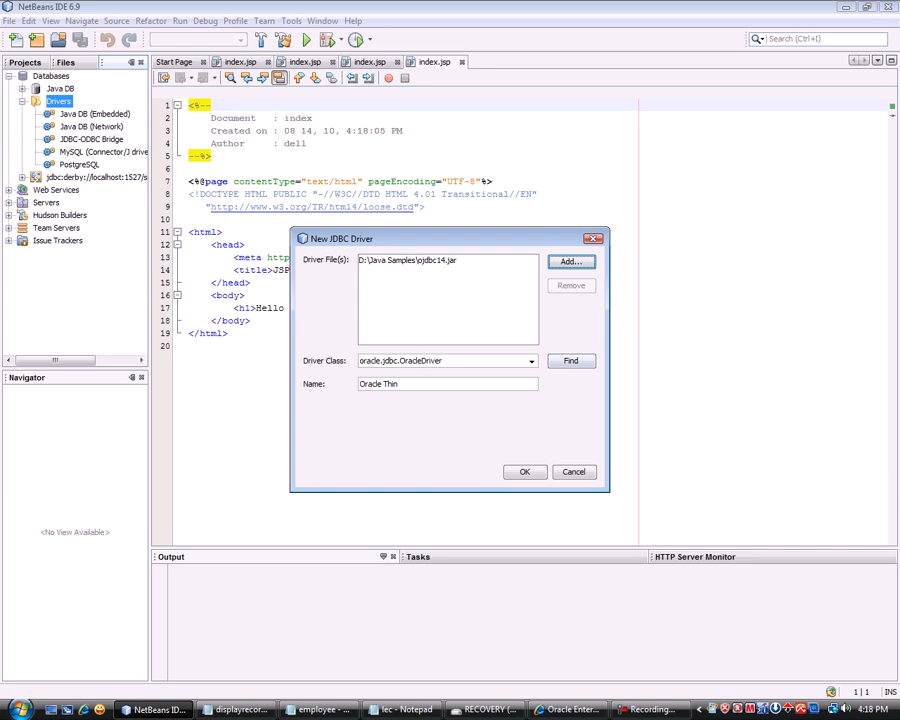 NetBeans IDE 6.9
File Edit View Navigate Source Refactor Run Debug Profile Team Tools Window Help
Search (Ctrl+I)
Projects Files
Start Page index.jsp index.jsp index.jsp index.jsp
Databases
Java DB
Drivers
Java DB (Embedded)
Java DB (Network)
JDBC-ODBC Bridge
MySQL (Connector/J drive
PostgreSQL
jdbc:derby://localhost:1527/s
Web Services
Servers
Hudson Builders
Team Servers
Issue Trackers
1 <%--
2 Document : index
3 Created on : 08 14, 10, 4:18:05 PM
4 Author : dell
5 --%>
6
7 <%@page contentType="text/html" pageEncoding="UTF-8"%>
8 <!DOCTYPE HTML PUBLIC "-//W3C//DTD HTML 4.01 Transitional//EN"
9 "http://www.w3.org/TR/html4/loose.dtd">
10
11 <html>
12 <head>
13 <meta http
14 <title>JSP
15 </head>
16 <body>
17 <h1>Hello
18 </body>
19 </html>
20
New JDBC Driver
Driver File(s): D:\Java Samples\ojdbc14.jar Add...
Remove
Driver Class: oracle.jdbc.OracleDriver Find
Name: Oracle Thin
OK Cancel
Navigator
<No View Available>
Output Tasks HTTP Server Monitor
1 | 1 INS
NetBeans ID... displayrecor... employee - ... lec - Notepad RECOVERY (... Oracle Enter... Recording... 4:18 PM